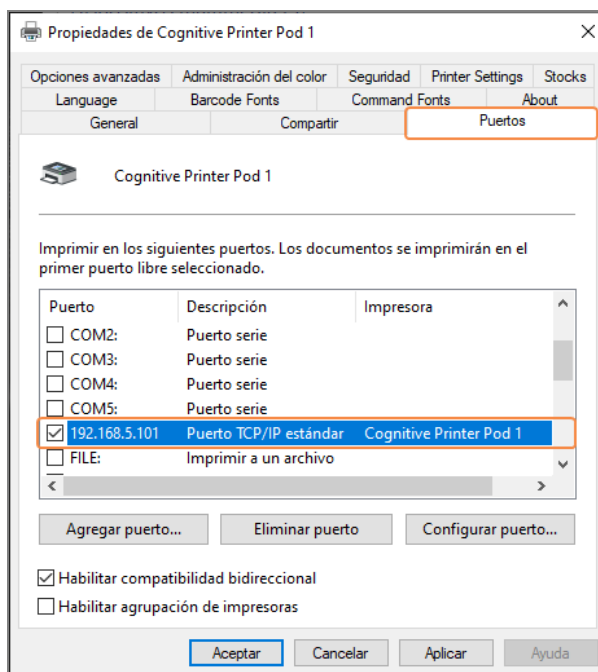 Propiedades de Cognitive Printer Pod 1
Opciones avanzadas Administración del color Seguridad Printer Settings Stocks
Language Barcode Fonts Command Fonts About
General Compartir Puertos
Cognitive Printer Pod 1
Imprimir en los siguientes puertos. Los documentos se imprimirán en el
primer puerto libre seleccionado.
Puerto Descripción Impresora
COM2: Puerto serie
COM3: Puerto serie
COM4: Puerto serie
COM5: Puerto serie
192.168.5.101 Puerto TCP/IP estándar Cognitive Printer Pod 1
FILE: Imprimir a un archivo
Agregar puerto... Eliminar puerto Configurar puerto...
Habilitar compatibilidad bidireccional
Habilitar agrupación de impresoras
Aceptar Cancelar Aplicar Ayuda